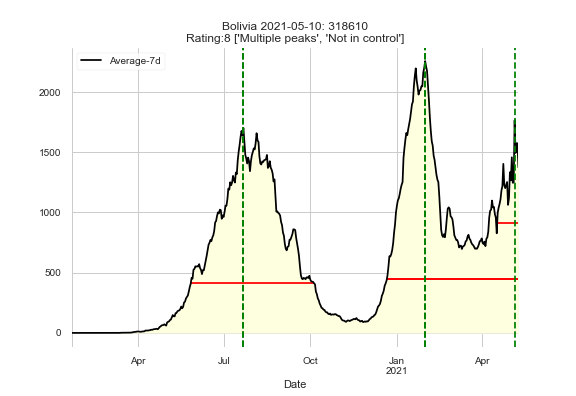 Bolivia 2021-05-10: 318610
Rating:8 ['Multiple peaks', 'Not in control']
Average-7d
2000
1500
1000
500
0
Apr Jul Oct Jan Apr
2021
Date